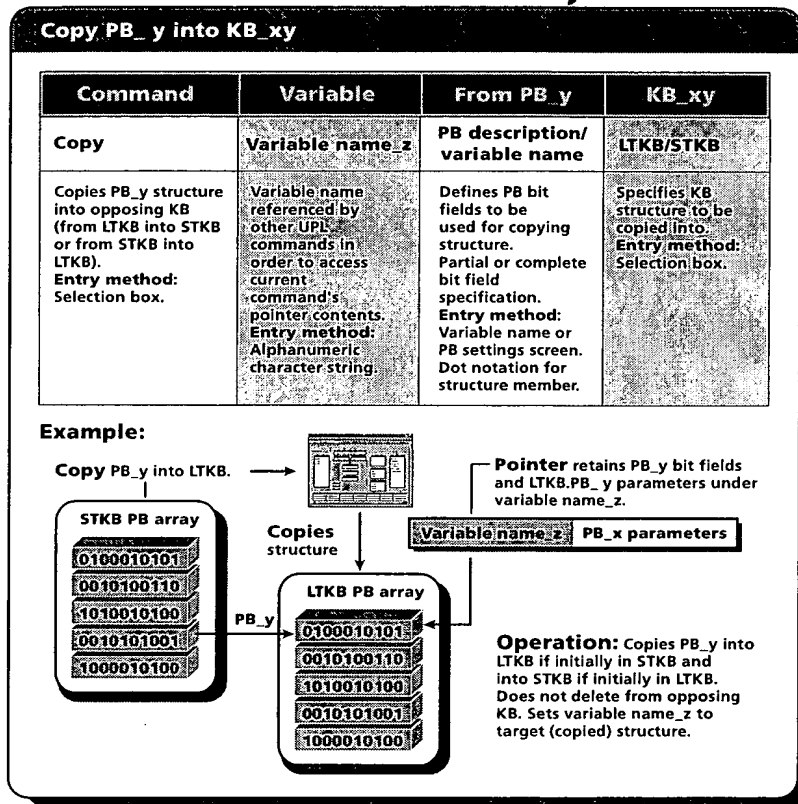 Copy PB_ y into KB_xy
Command
Variable
From PB_y
KB_xy
Copy
Variable name_z
PB description/
variable name
LTKB/STKB
Copies PB_y structure
into opposing KB
(from LTKB into STKB
or from STKB into
LTKB).
Entry method:
Selection box.
Variable name
referenced by
other UPL
commands in
order to access
current
command's
pointer contents.
Entry method:
Alphanumeric
character string.
Defines PB bit
fields to be
used for copying
structure.
Partial or complete
bit field
specification.
Entry method:
Variable name or
PB settings screen.
Dot notation for
structure member.
Specifies KB
structure to be
copied into.
Entry method:
Selection box.
Example:
Copy PB_y into LTKB.
STKB PB array
0100010101
0010100110
1010010100
0010101001
1000010100
Copies
structure
PB_y
LTKB PB array
0100010101
0010100110
1010010100
0010101001
1000010100
Pointer retains PB_y bit fields
and LTKB.PB_ y parameters under
variable name_z.
Variable name_z PB_x parameters
Operation: Copies PB_y into
LTKB if initially in STKB and
into STKB if initially in LTKB.
Does not delete from opposing
KB. Sets variable name_z to
target (copied) structure.